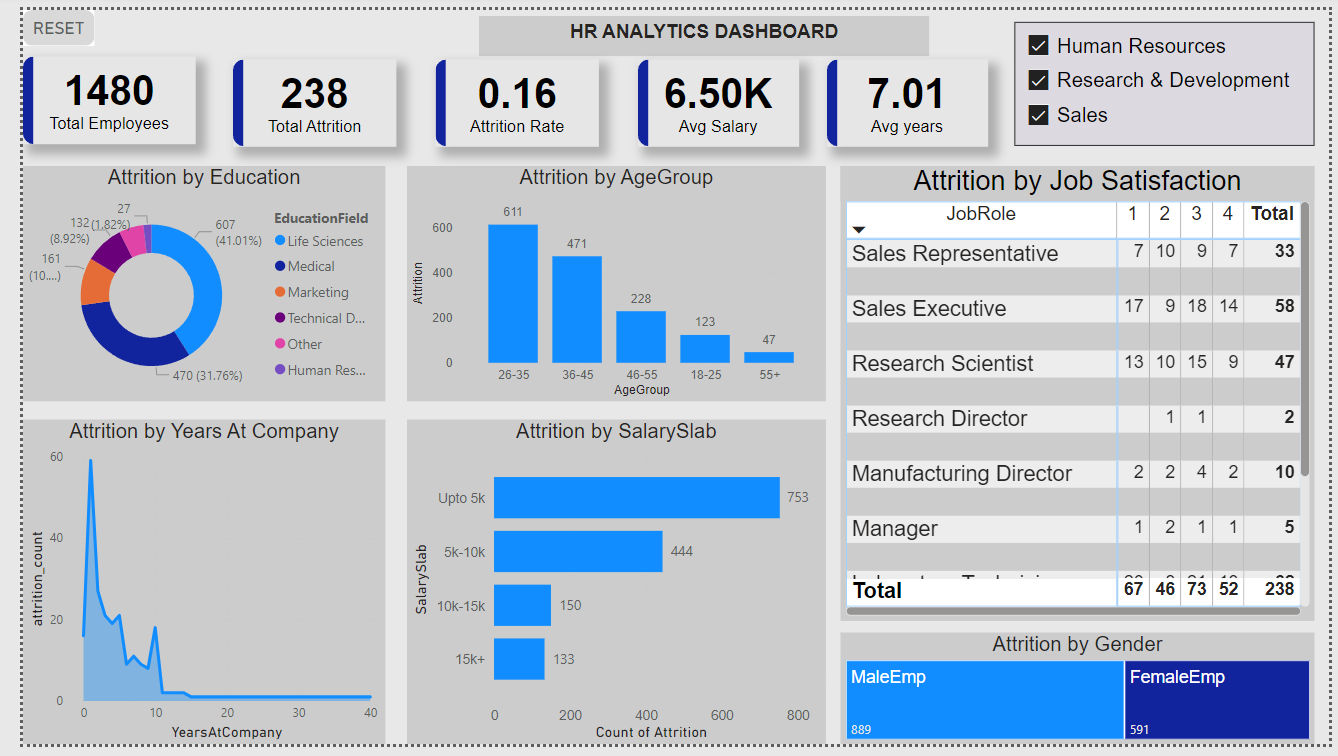 RESET
HR ANALYTICS DASHBOARD
Human Resources
Research & Development
Sales
1480
Total Employees
238
Total Attrition
0.16
Attrition Rate
6.50K
Avg Salary
7.01
Avg years
Attrition by Education
27
(1.82%)
132
(8.92%)
161
(10....)
607
(41.01%)
470 (31.76%)
EducationField
Life Sciences
Medical
Marketing
Technical D...
Other
Human Res...
Attrition by AgeGroup
Attrition
600
400
200
0
611
471
228
123
47
26-35 36-45 46-55 18-25 55+
AgeGroup
Attrition by Job Satisfaction
JobRole 1 2 3 4 Total
Sales Representative 7 10 9 7 33
Sales Executive 17 9 18 14 58
Research Scientist 13 10 15 9 47
Research Director 1 1 2
Manufacturing Director 2 2 4 2 10
Manager 1 2 1 1 5
Total 67 46 73 52 238
Attrition by Years At Company
attrition_count
60
40
20
0
0 10 20 30 40
YearsAtCompany
Attrition by SalarySlab
SalarySlab
Upto 5k 753
5k-10k 444
10k-15k 150
15k+ 133
0 200 400 600 800
Count of Attrition
Attrition by Gender
MaleEmp
889
FemaleEmp
591